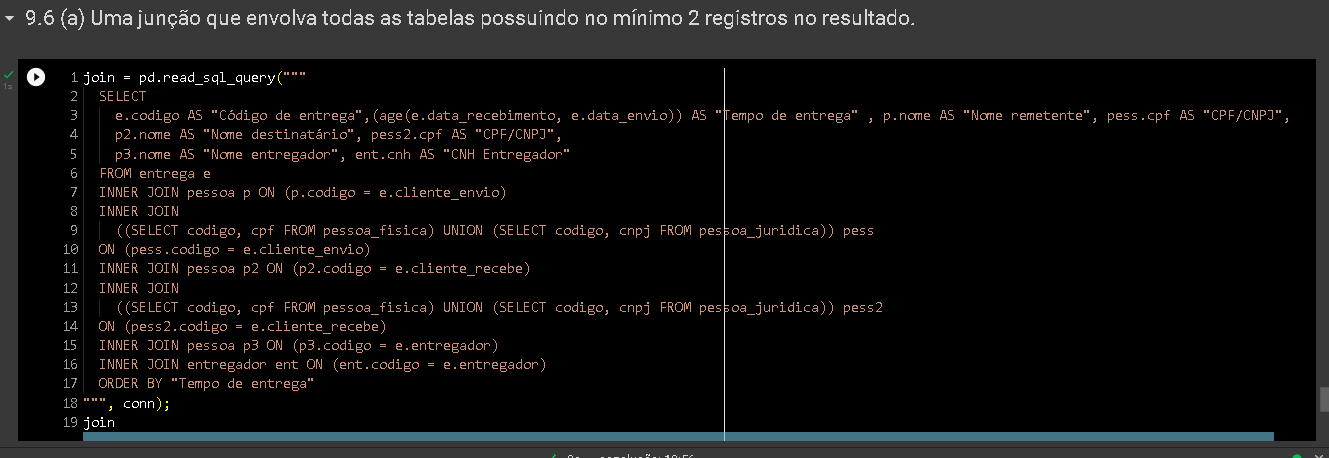 9.6 (a) Uma junção que envolva todas as tabelas possuindo no mínimo 2 registros no resultado.
1s
1 join = pd.read_sql_query("""
2 SELECT
3 e.codigo AS "Código de entrega",(age(e.data_recebimento, e.data_envio)) AS "Tempo de entrega" , p.nome AS "Nome remetente", pess.cpf AS "CPF/CNPJ",
4 p2.nome AS "Nome destinatário", pess2.cpf AS "CPF/CNPJ",
5 p3.nome AS "Nome entregador", ent.cnh AS "CNH Entregador"
6 FROM entrega e
7 INNER JOIN pessoa p ON (p.codigo = e.cliente_envio)
8 INNER JOIN
9 ((SELECT codigo, cpf FROM pessoa_fisica) UNION (SELECT codigo, cnpj FROM pessoa_juridica)) pess
10 ON (pess.codigo = e.cliente_envio)
11 INNER JOIN pessoa p2 ON (p2.codigo = e.cliente_recebe)
12 INNER JOIN
13 ((SELECT codigo, cpf FROM pessoa_fisica) UNION (SELECT codigo, cnpj FROM pessoa_juridica)) pess2
14 ON (pess2.codigo = e.cliente_recebe)
15 INNER JOIN pessoa p3 ON (p3.codigo = e.entregador)
16 INNER JOIN entregador ent ON (ent.codigo = e.entregador)
17 ORDER BY "Tempo de entrega"
18 """, conn);
19 join